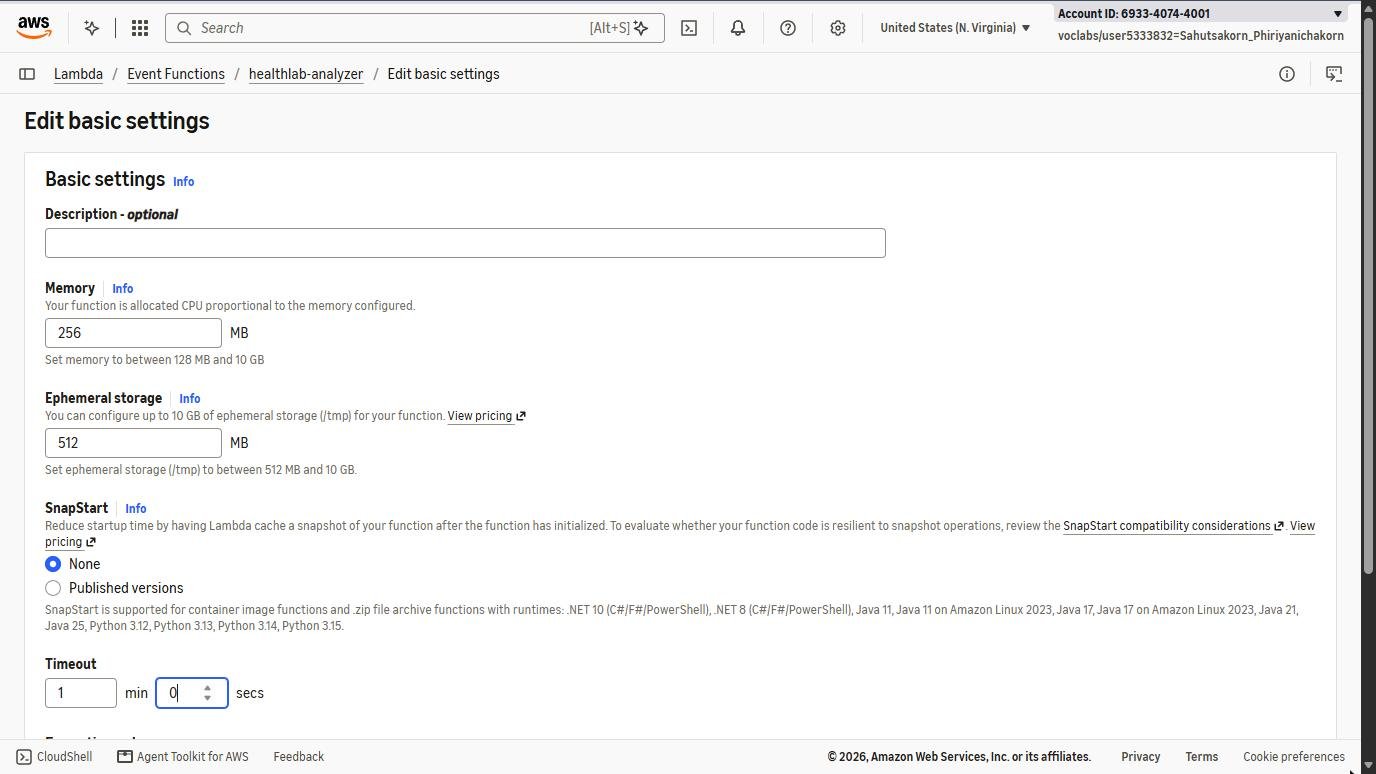 aws
Search [Alt+S]
United States (N. Virginia)
Account ID: 6933-4074-4001
voclabs/user5333832=Sahutsakorn_Phiriyanichakorn
Lambda / Event Functions / healthlab-analyzer / Edit basic settings
Edit basic settings
Basic settings Info
Description - optional
Memory Info
Your function is allocated CPU proportional to the memory configured.
256 MB
Set memory to between 128 MB and 10 GB
Ephemeral storage Info
You can configure up to 10 GB of ephemeral storage (/tmp) for your function. View pricing
512 MB
Set ephemeral storage (/tmp) to between 512 MB and 10 GB.
SnapStart Info
Reduce startup time by having Lambda cache a snapshot of your function after the function has initialized. To evaluate whether your function code is resilient to snapshot operations, review the SnapStart compatibility considerations. View
pricing
None
Published versions
SnapStart is supported for container image functions and .zip file archive functions with runtimes: .NET 10 (C#/F#/PowerShell), .NET 8 (C#/F#/PowerShell), Java 11, Java 11 on Amazon Linux 2023, Java 17, Java 17 on Amazon Linux 2023, Java 21,
Java 25, Python 3.12, Python 3.13, Python 3.14, Python 3.15.
Timeout
1 min 0 secs
CloudShell Agent Toolkit for AWS Feedback © 2026, Amazon Web Services, Inc. or its affiliates. Privacy Terms Cookie preferences